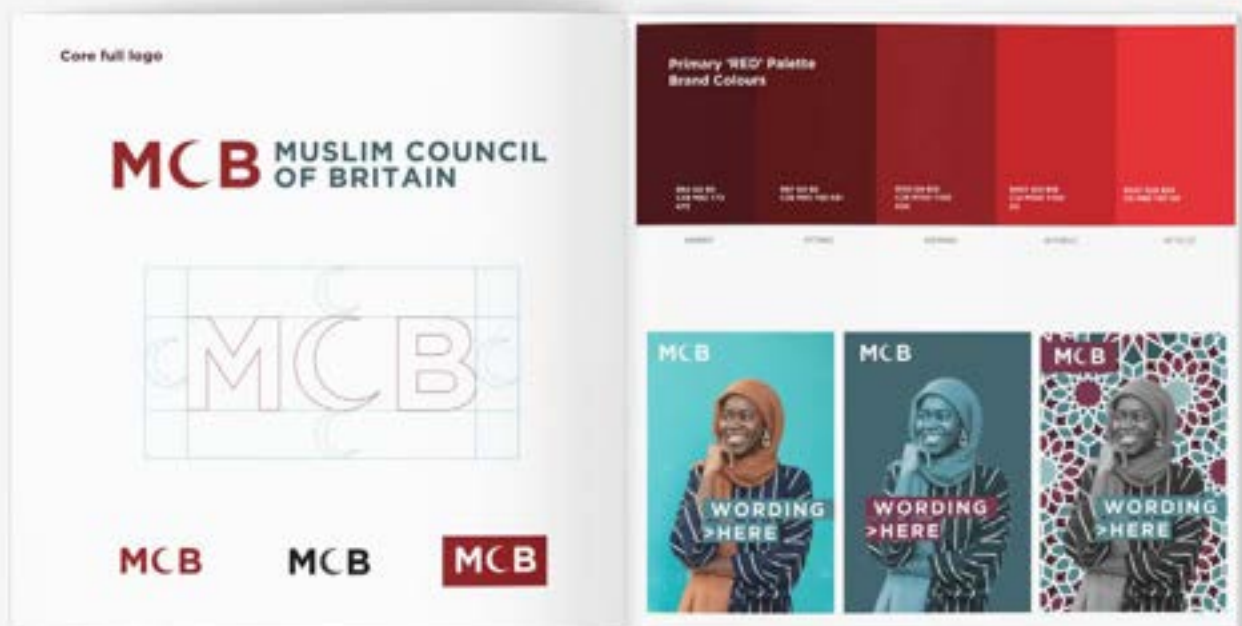 Core full logo
MCB MUSLIM COUNCIL
OF BRITAIN
MCB
MCB
MCB
MCB
Primary 'RED' Palette
Brand Colours
MCB
WORDING
>HERE
MCB
WORDING
>HERE
MCB
WORDING
>HERE